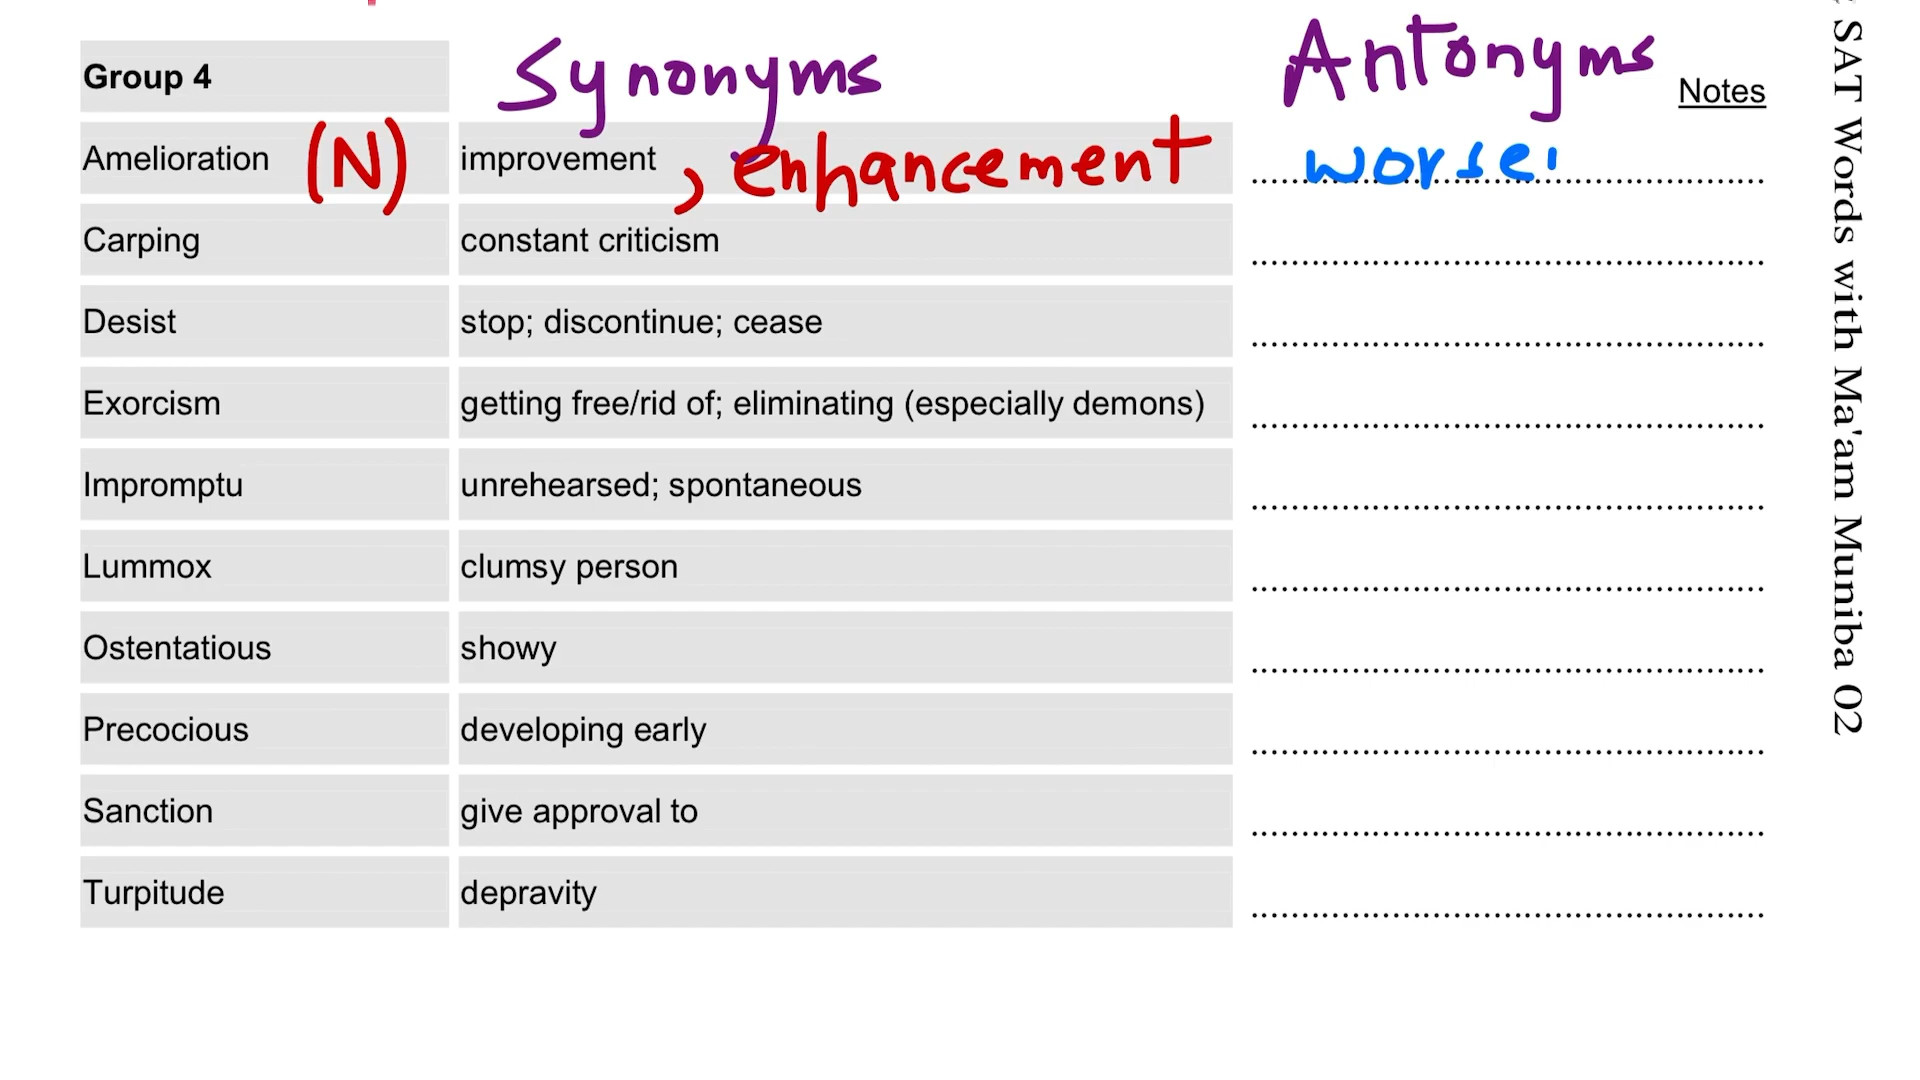 Group 4 Synonyms Antonyms Notes
Amelioration (N) improvement , enhancement worse
Carping constant criticism
Desist stop; discontinue; cease
Exorcism getting free/rid of; eliminating (especially demons)
Impromptu unrehearsed; spontaneous
Lummox clumsy person
Ostentatious showy
Precocious developing early
Sanction give approval to
Turpitude depravity
SAT Words with Ma'am Muniba 02